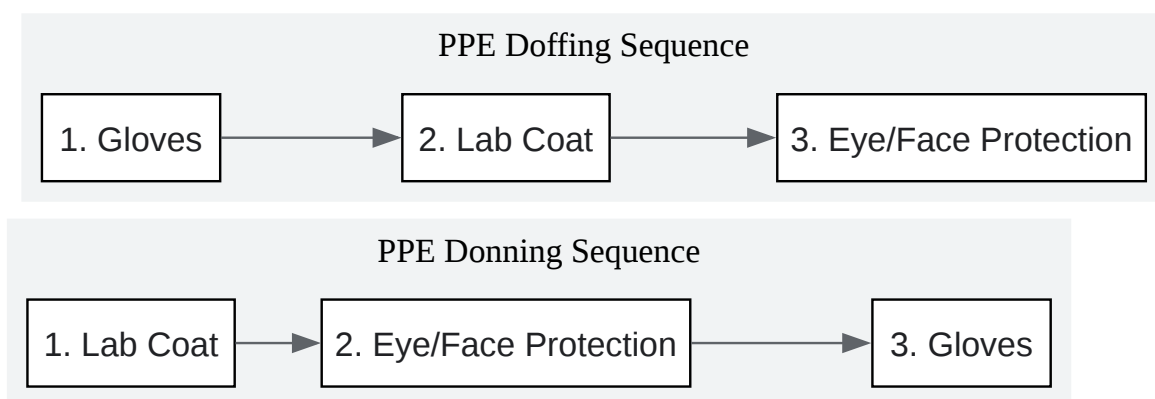 PPE Doffing Sequence
1. Gloves
2. Lab Coat
3. Eye/Face Protection
PPE Donning Sequence
1. Lab Coat
2. Eye/Face Protection
3. Gloves